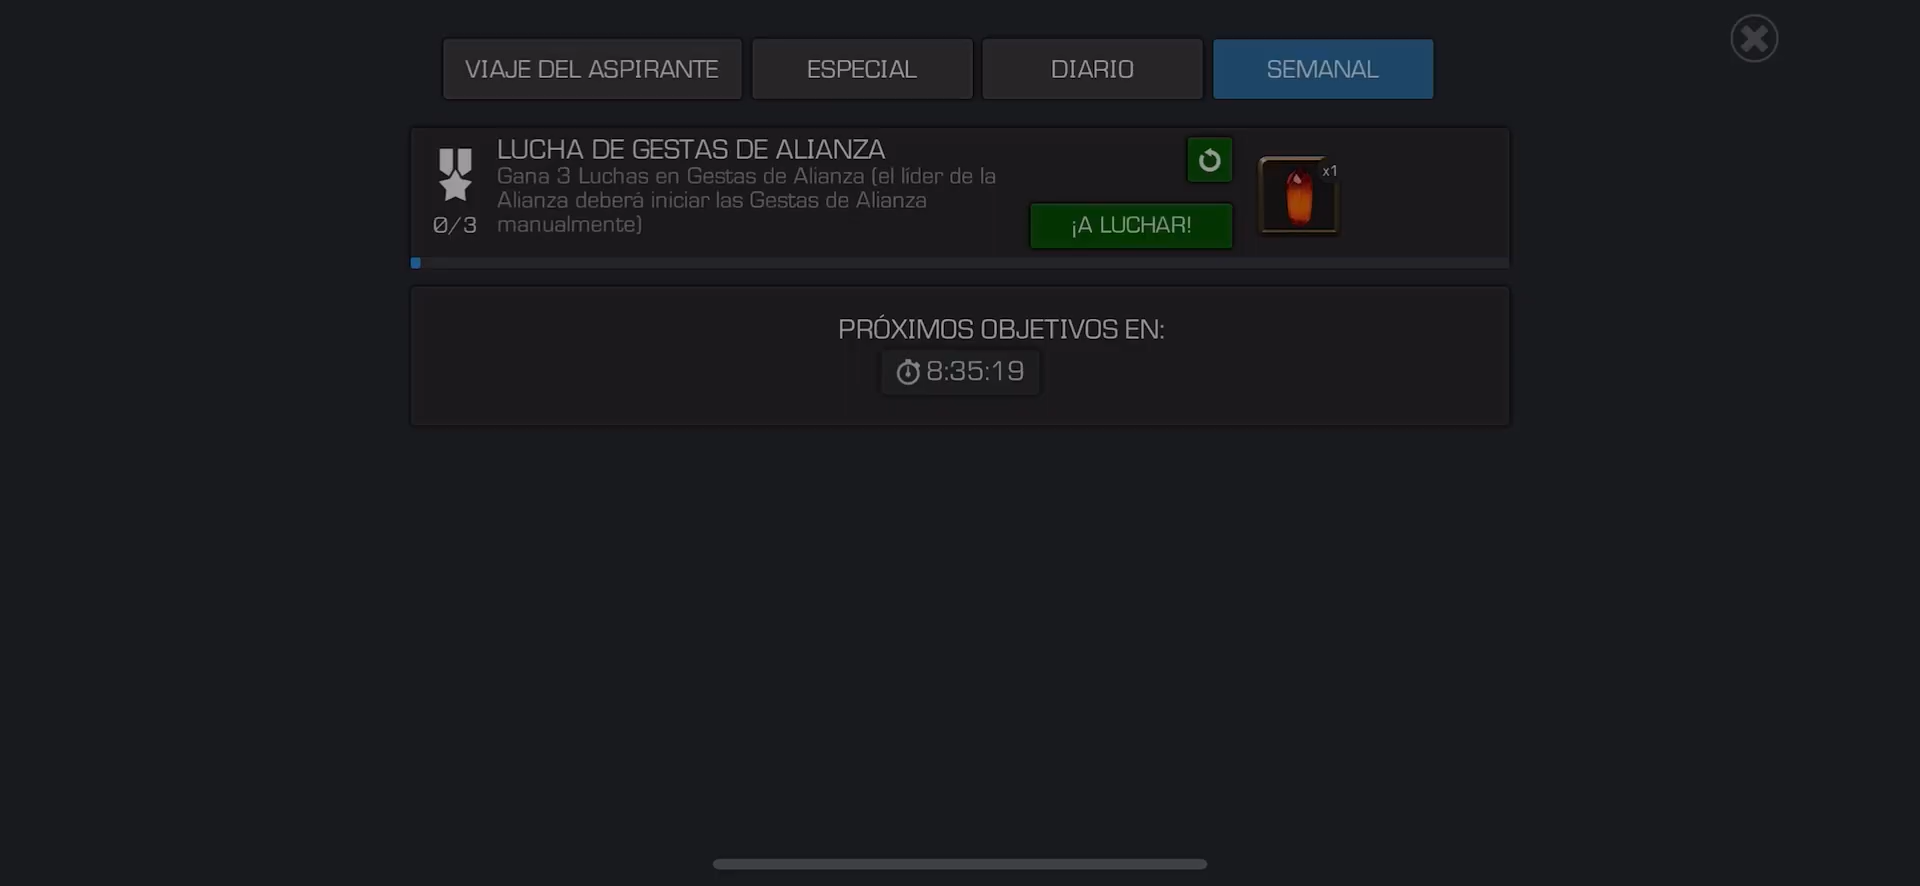 VIAJE DEL ASPIRANTE
ESPECIAL
DIARIO
SEMANAL
LUCHA DE GESTAS DE ALIANZA
Gana 3 Luchas en Gestas de Alianza (el líder de la
Alianza deberá iniciar las Gestas de Alianza
manualmente)
0/3
¡A LUCHAR!
x1
PRÓXIMOS OBJETIVOS EN:
8:35:19